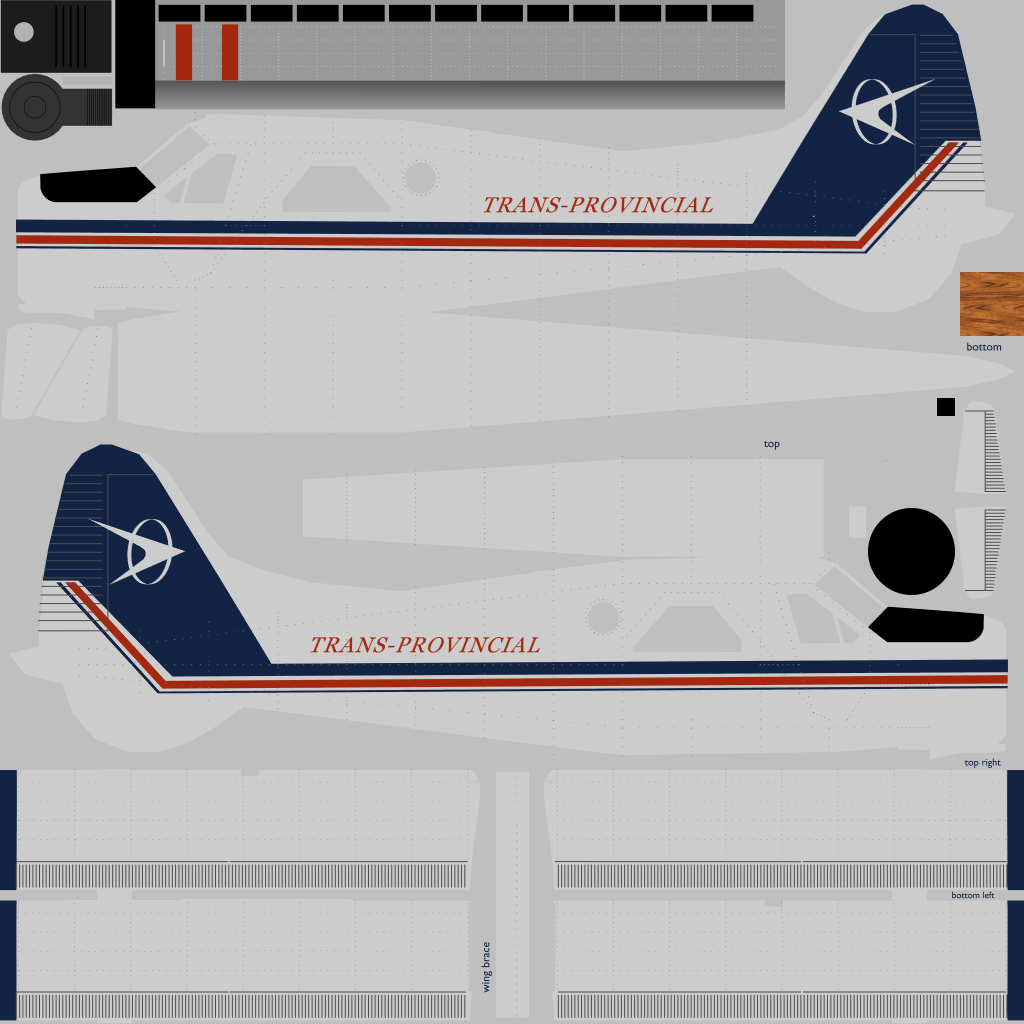 TRANS-PROVINCIAL
bottom
top
TRANS-PROVINCIAL
top right
bottom left
wing brace